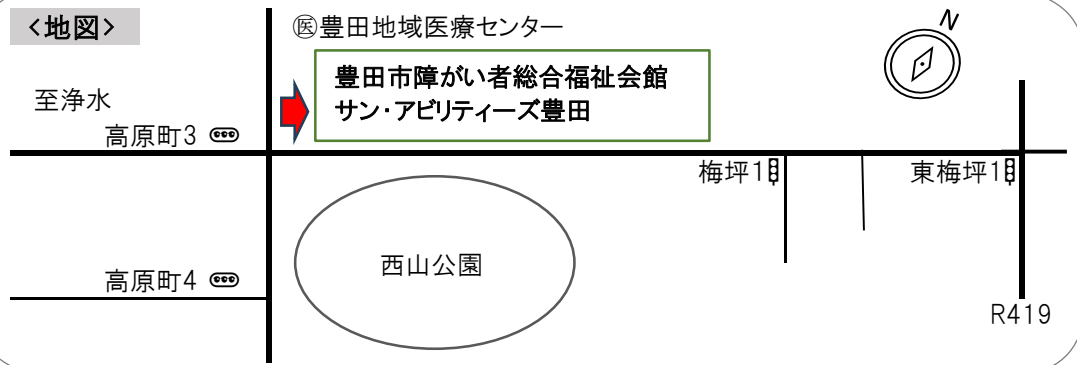 <地図>
N
㊩豊田地域医療センター
豊田市障がい者総合福祉会館
サン・アビリティーズ豊田
至浄水
高原町3
梅坪1
東梅坪1
西山公園
高原町4
R419